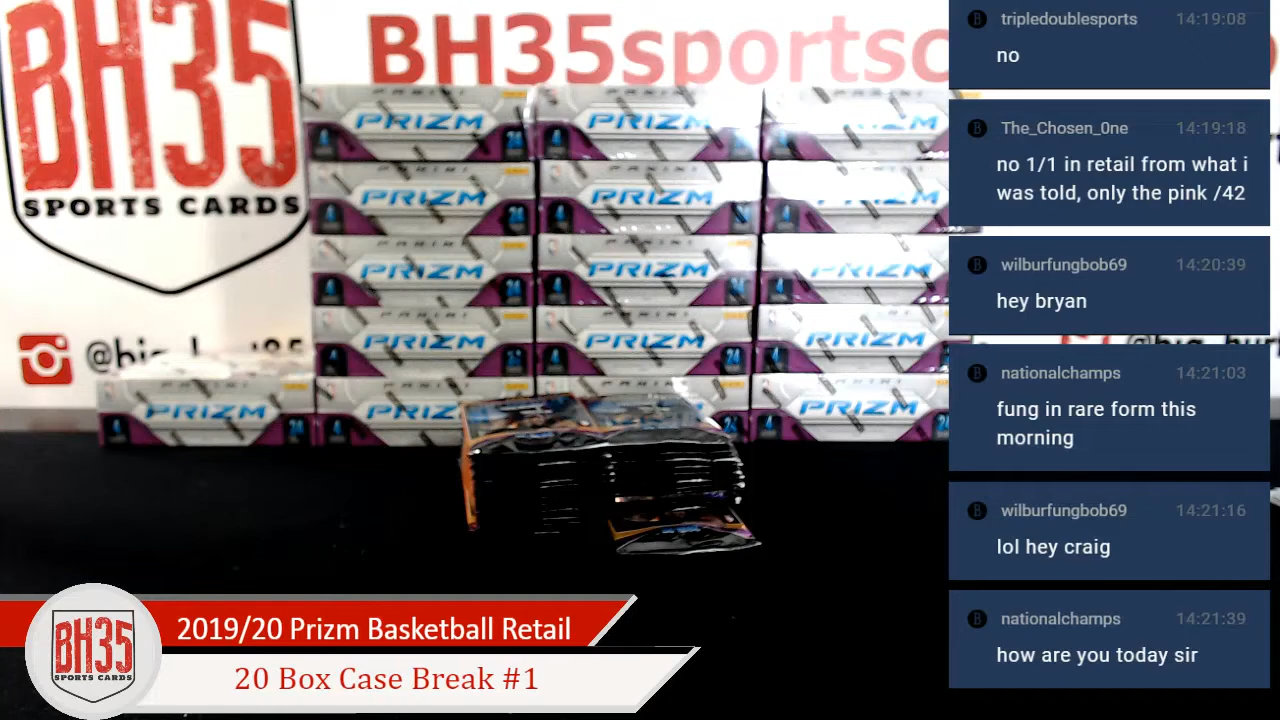 BH35
SPORTS CARDS
BH35sportsc
PRIZM
PRIZM
PRIZM
PRIZM
PRIZM
PRIZM
PRIZM
PRIZM
PRIZM
PRIZM
PRIZM
PRIZM
PRIZM
PRIZM
tripledoublesports 14:19:08
no
The_Chosen_0ne 14:19:18
no 1/1 in retail from what i
was told, only the pink /42
wilburfungbob69 14:20:39
hey bryan
nationalchamps 14:21:03
fung in rare form this
morning
wilburfungbob69 14:21:16
lol hey craig
nationalchamps 14:21:39
how are you today sir
BH35
SPORTS CARDS
2019/20 Prizm Basketball Retail
20 Box Case Break #1